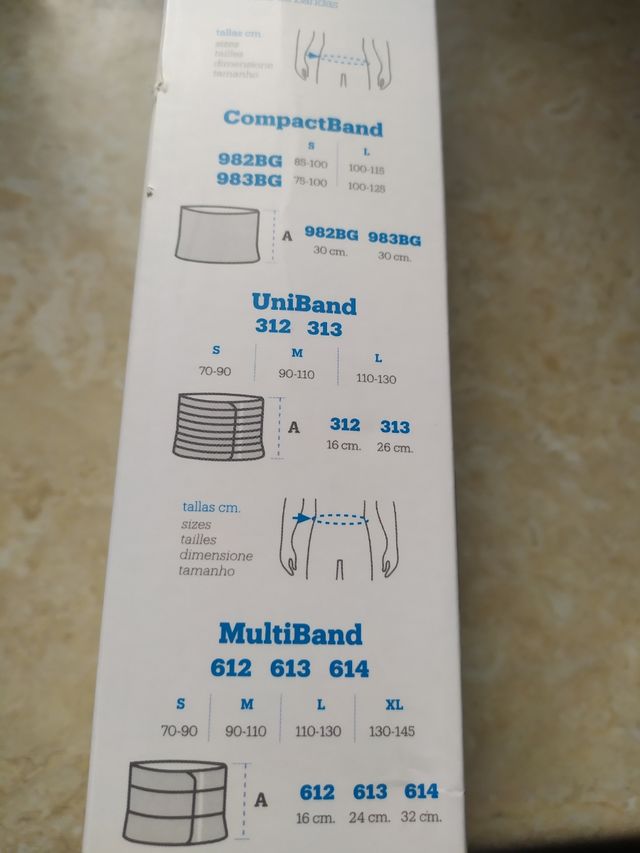 bandas
tallas cm.
sizes
tailles
dimensione
tamanho
CompactBand
S L
982BG 85-100 100-115
983BG 75-100 100-125
A 982BG 983BG
30 cm. 30 cm.
UniBand
312 313
S M L
70-90 90-110 110-130
A 312 313
16 cm. 26 cm.
tallas cm.
sizes
tailles
dimensione
tamanho
MultiBand
612 613 614
S M L XL
70-90 90-110 110-130 130-145
A 612 613 614
16 cm. 24 cm. 32 cm.